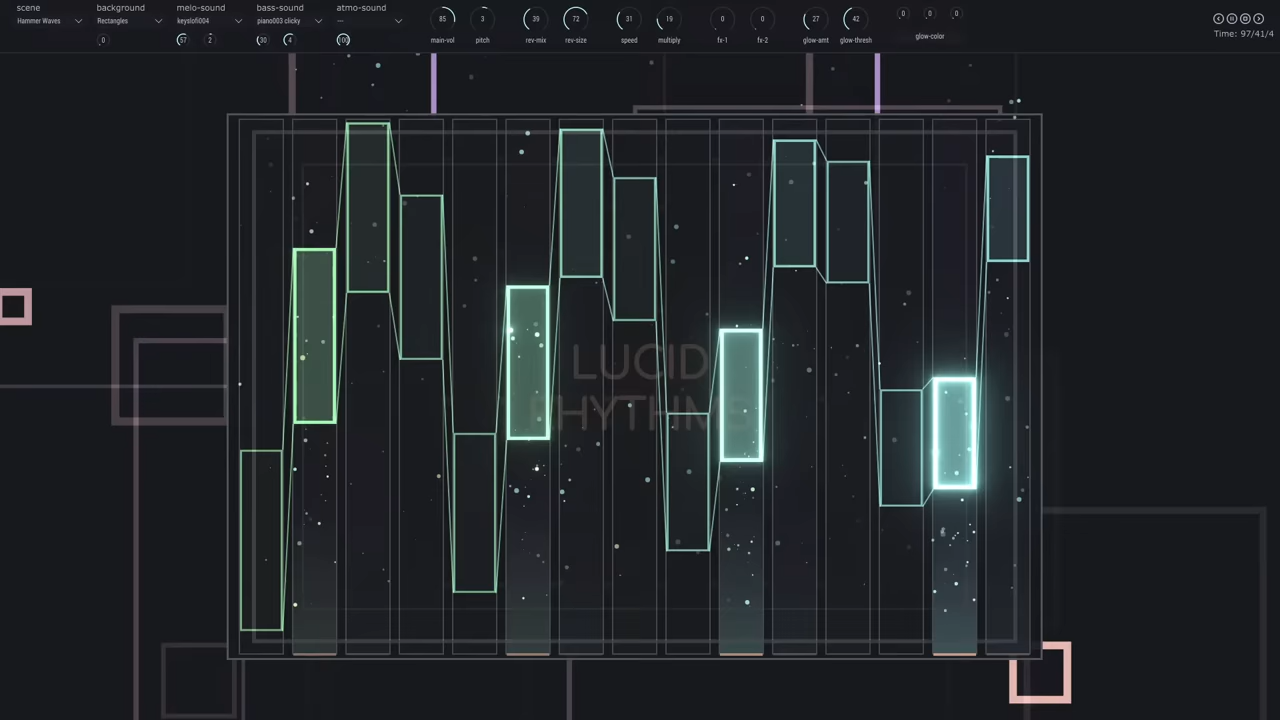 scene
background
melo-sound
bass-sound
atmo-sound
Hammer Waves
Rectangles
keyslofi004
piano003 clicky
---
0
57
2
30
4
100
85
3
39
72
31
19
0
0
27
42
0
0
0
main-vol
pitch
rev-mix
rev-size
speed
multiply
fx-1
fx-2
glow-amt
glow-thresh
glow-color
Time: 97/41/4
LUCID
RHYTHMS